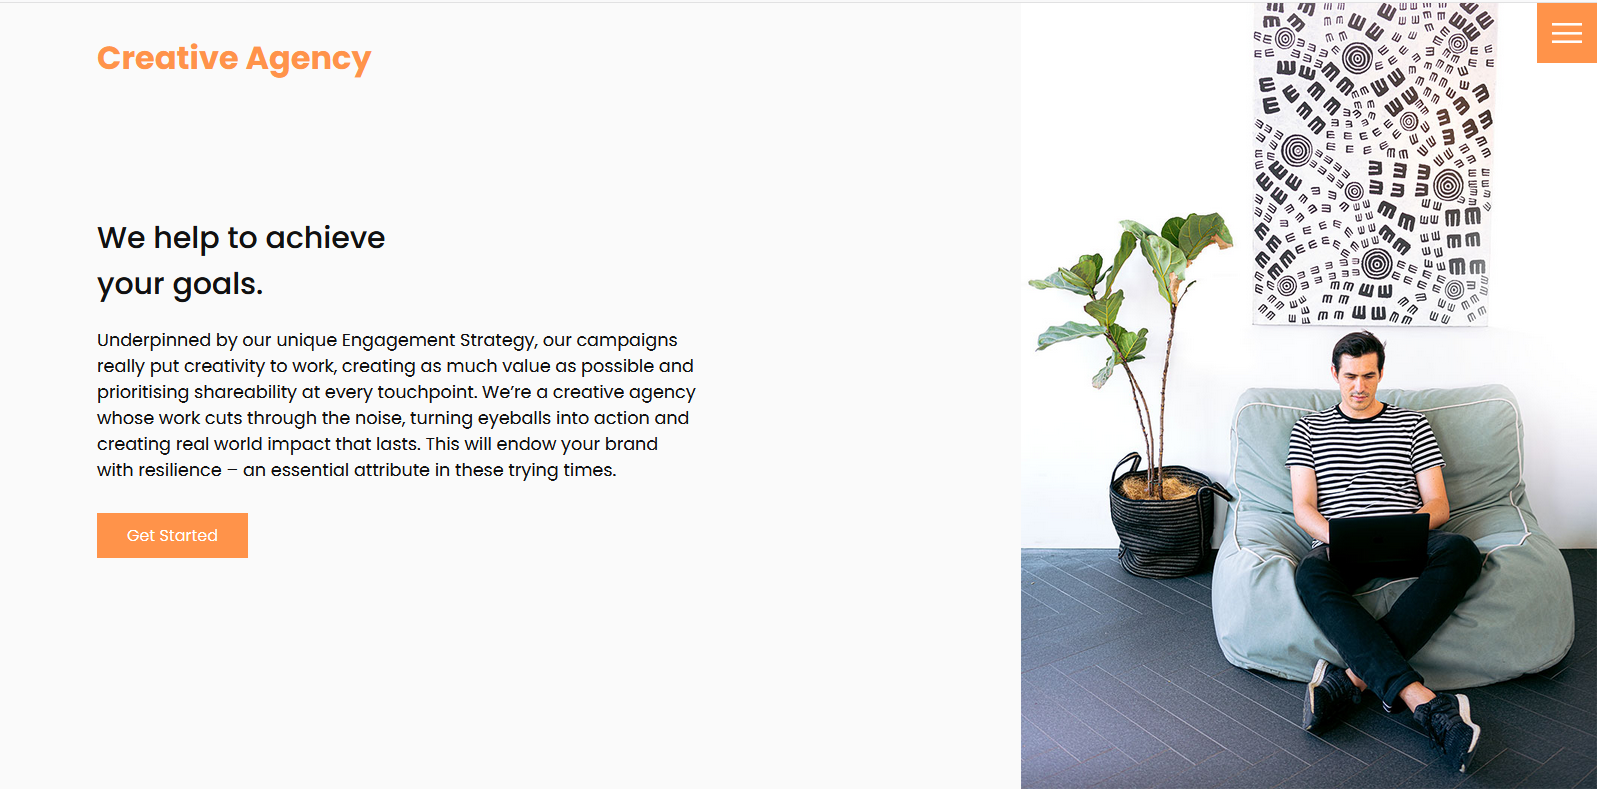 Creative Agency
We help to achieve
your goals.
Underpinned by our unique Engagement Strategy, our campaigns
really put creativity to work, creating as much value as possible and
prioritising shareability at every touchpoint. We’re a creative agency
whose work cuts through the noise, turning eyeballs into action and
creating real world impact that lasts. This will endow your brand
with resilience – an essential attribute in these trying times.
Get Started